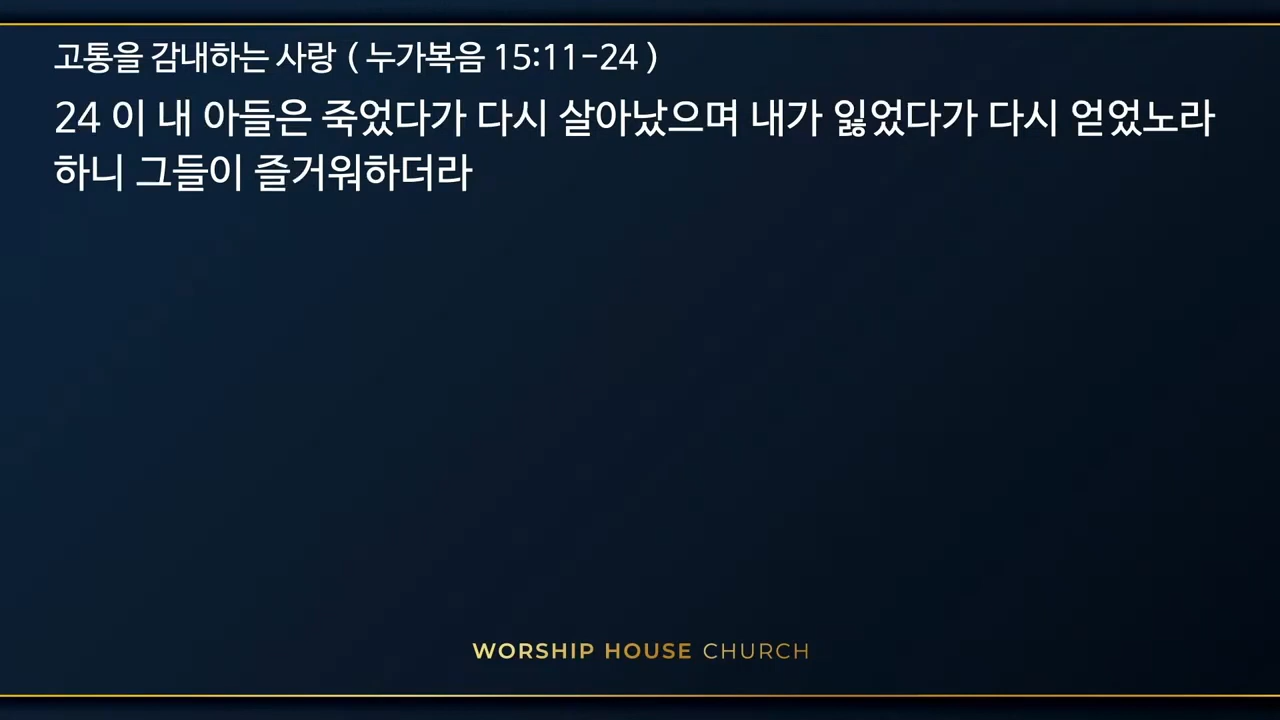 고통을 감내하는 사랑 ( 누가복음 15:11-24 )
24 이 내 아들은 죽었다가 다시 살아났으며 내가 잃었다가 다시 얻었노라
하니 그들이 즐거워하더라
WORSHIP HOUSE CHURCH